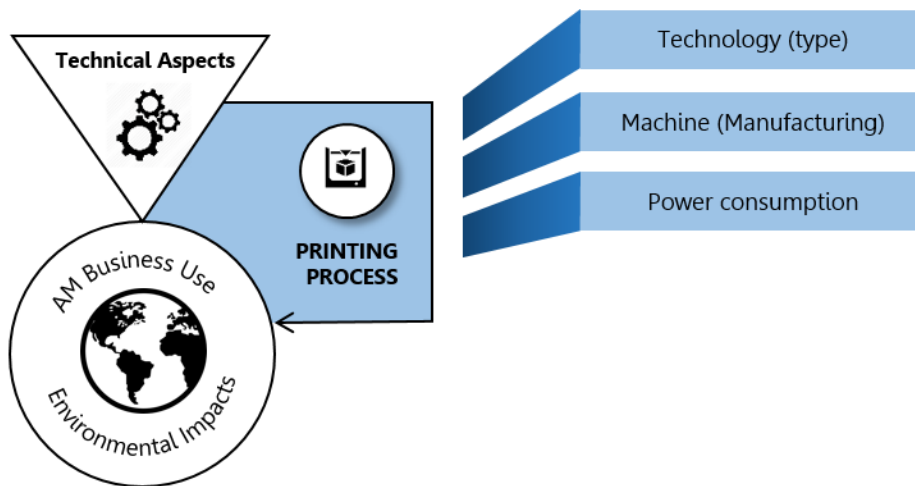 Technical Aspects
PRINTING
PROCESS
AM Business Use
Environmental Impacts
Technology (type)
Machine (Manufacturing)
Power consumption